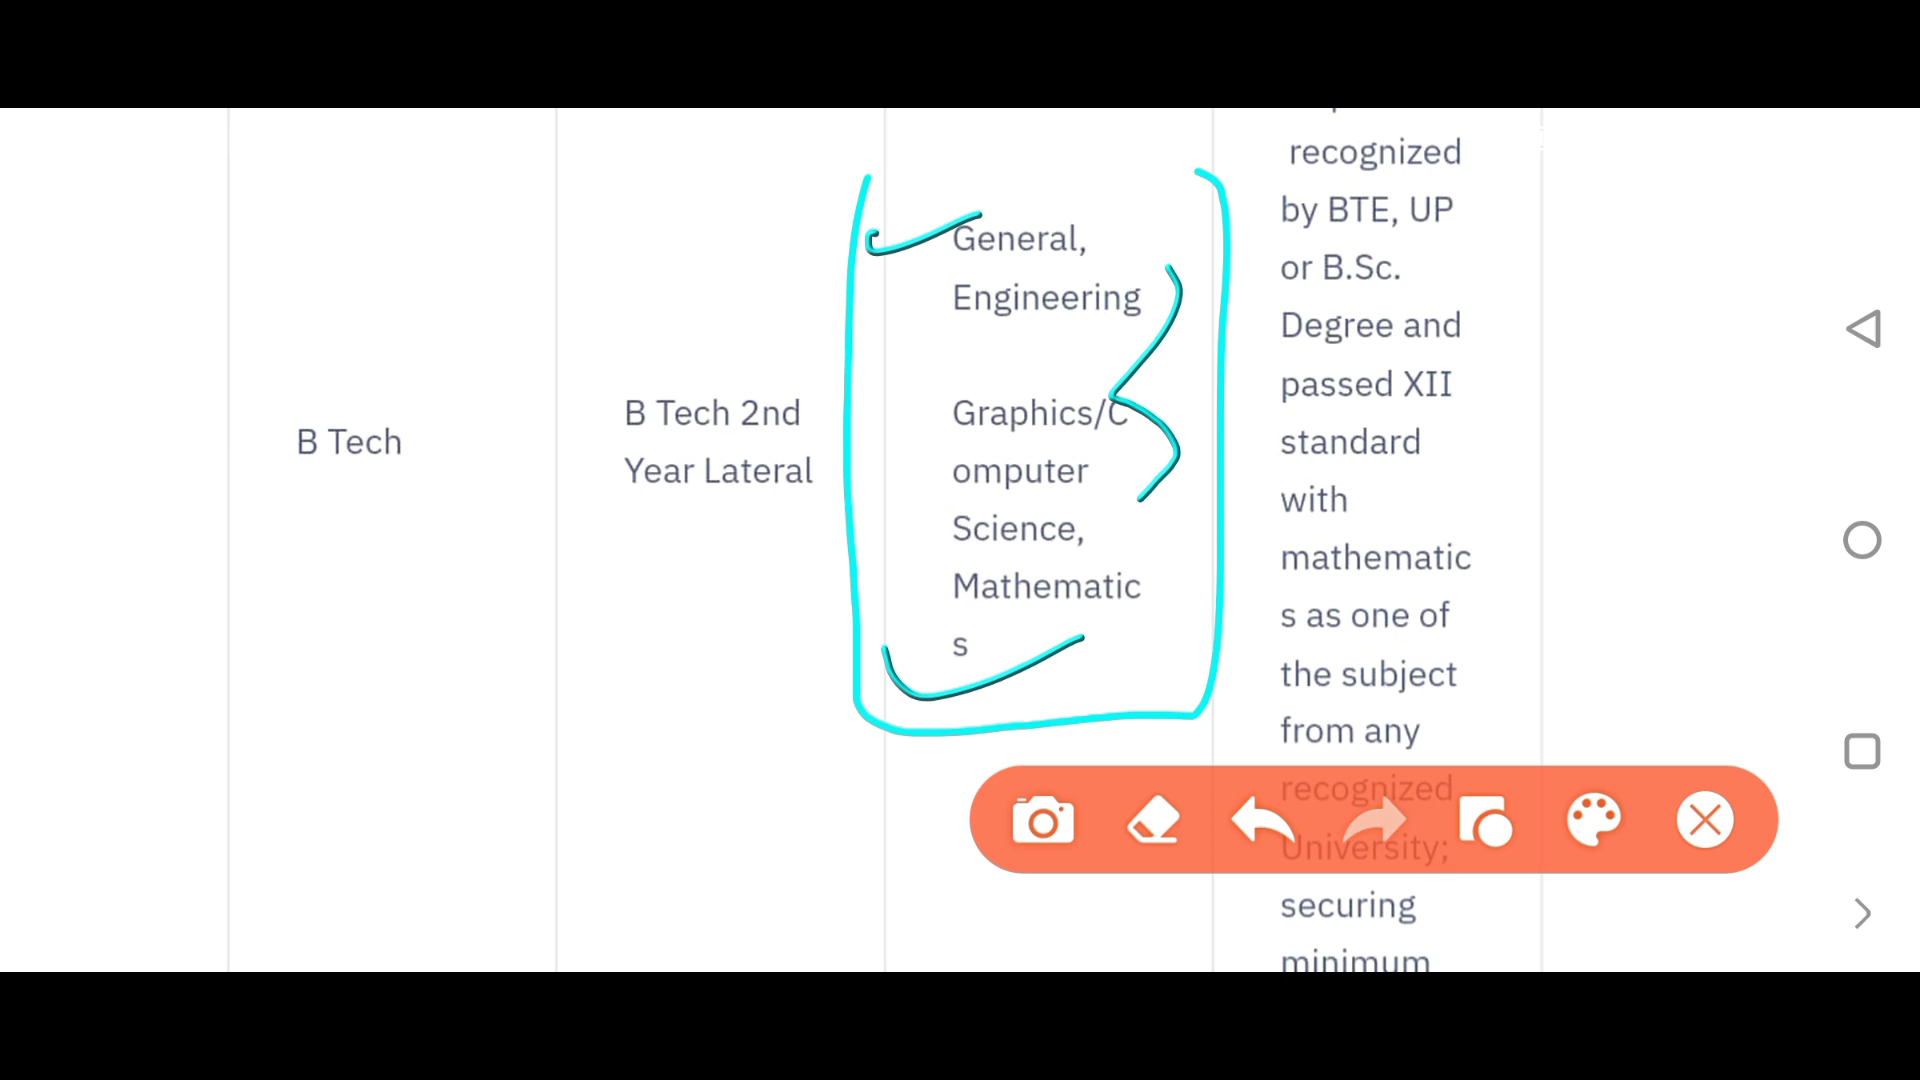 B Tech
B Tech 2nd
Year Lateral
General,
Engineering
Graphics/C
omputer
Science,
Mathematic
s
recognized
by BTE, UP
or B.Sc.
Degree and
passed XII
standard
with
mathematic
s as one of
the subject
from any
recognized
University;
securing
minimum